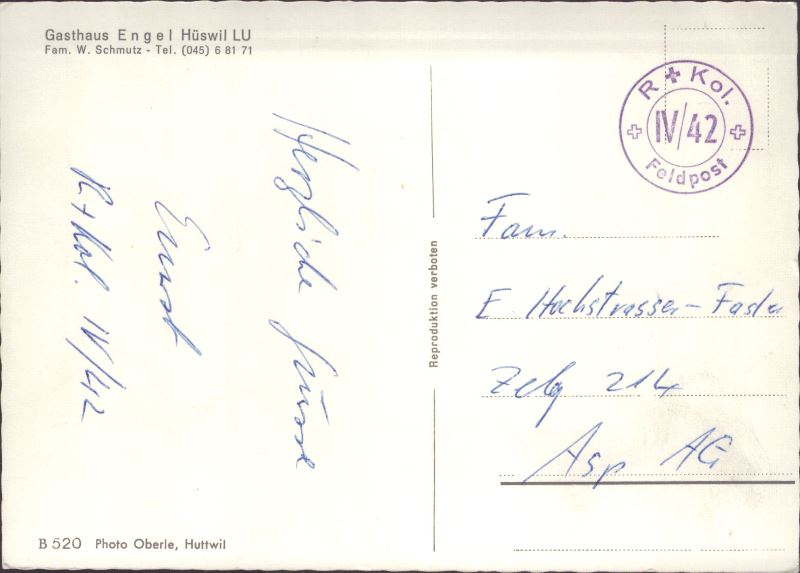 Gasthaus Engel Hüswil LU
Fam. W. Schmutz - Tel. (045) 6 81 71
Herzliche Grüsse
Ernst
R+Kol. IV/42
B 520 Photo Oberle, Huttwil
Reproduktion verboten
R + Kol.
IV/42
Feldpost
Fam.
E Hochstrasser-Fasler
Zelg 214
Asp AG